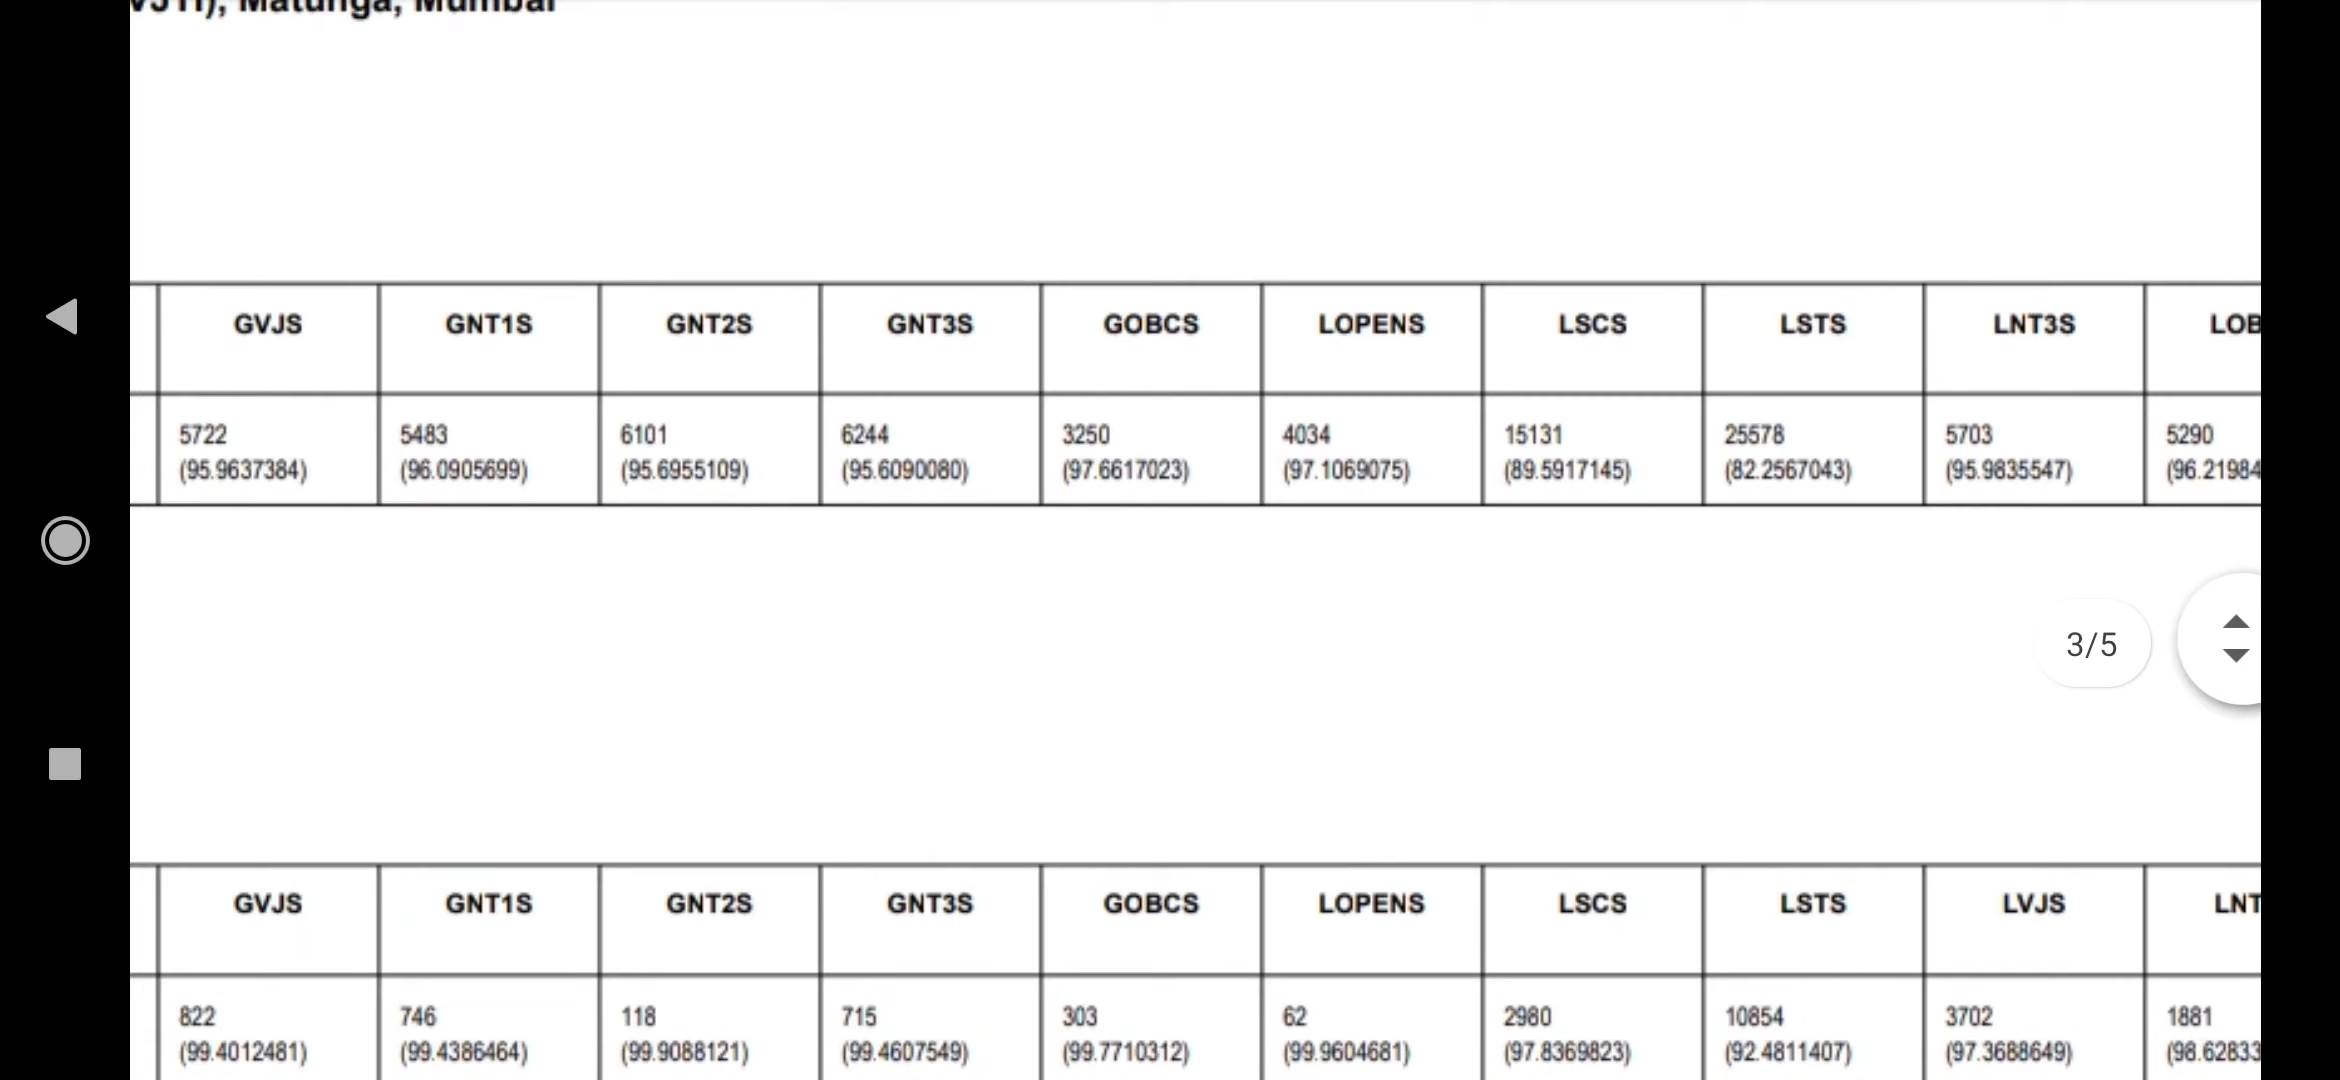 Matunga, Mumbai
GVJS GNT1S GNT2S GNT3S GOBCS LOPENS LSCS LSTS LNT3S LOB
5722 5483 6101 6244 3250 4034 15131 25578 5703 5290
(95.9637384) (96.0905699) (95.6955109) (95.6090080) (97.6617023) (97.1069075) (89.5917145) (82.2567043) (95.9835547) (96.21984
3/5
GVJS GNT1S GNT2S GNT3S GOBCS LOPENS LSCS LSTS LVJS LNT
822 746 118 715 303 62 2980 10854 3702 1881
(99.4012481) (99.4386464) (99.9088121) (99.4607549) (99.7710312) (99.9604681) (97.8369823) (92.4811407) (97.3688649) (98.62833